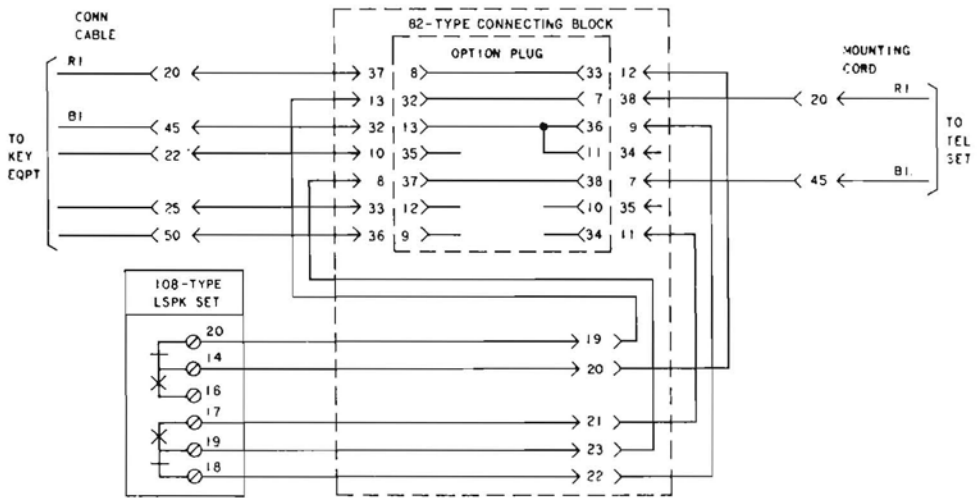 82-TYPE CONNECTING BLOCK
CONN
CABLE
OPTION PLUG
MOUNTING
CORD
R1 20 37 8 33 12
13 32 7 38 20 R1
B1 45 32 13 36 9
TO
KEY
EQPT
22 10 35 11 34
TO
TEL
SET
8 37 38 7 45 B1.
25 33 12 10 35
50 36 9 34 11
108-TYPE
LSPK SET
20 19
14 20
16
17 21
19 23
18 22